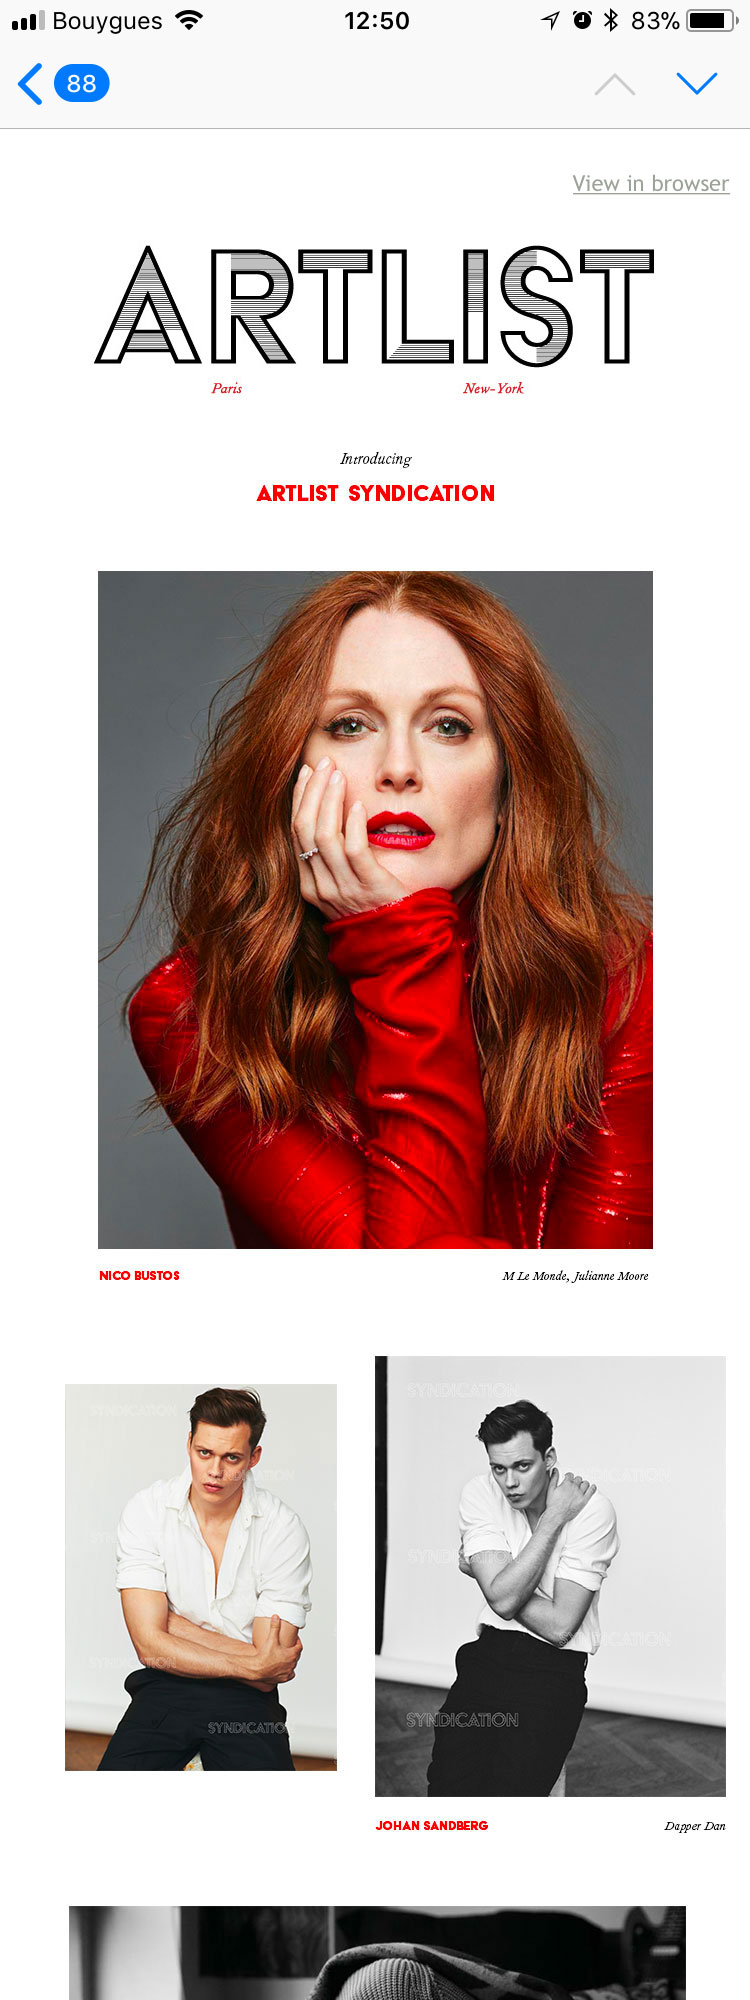 Bouygues 12:50 83%
88
View in browser
ARTLIST
Paris New-York
Introducing
ARTLIST SYNDICATION
NICO BUSTOS M Le Monde, Julianne Moore
SYNDICATION
SYNDICATION
SYNDICATION
SYNDICATION
SYNDICATION
SYNDICATION
SYNDICATION
SYNDICATION
SYNDICATION
JOHAN SANDBERG Dapper Dan